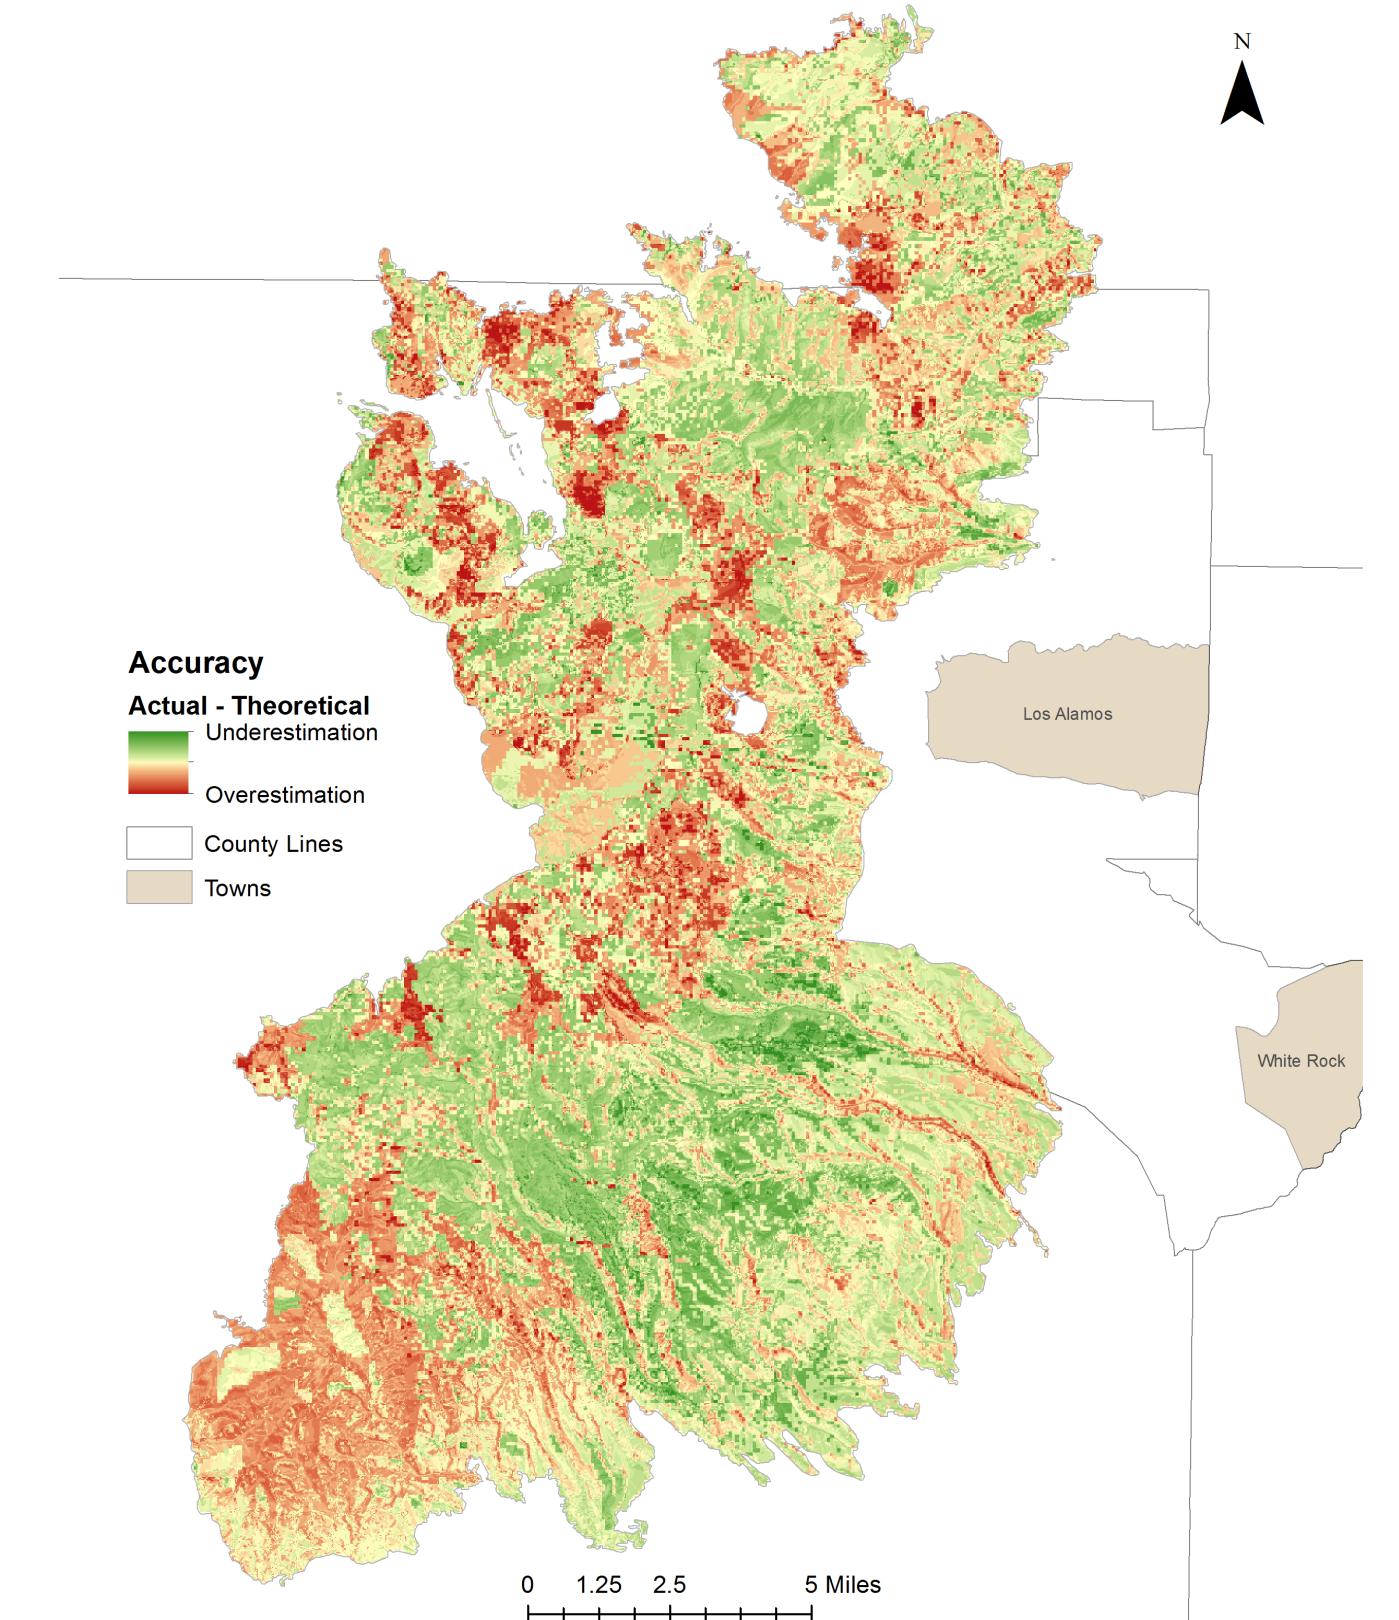 N
Accuracy
Actual - Theoretical
Underestimation
Overestimation
County Lines
Towns
Los Alamos
White Rock
0 1.25 2.5 5 Miles